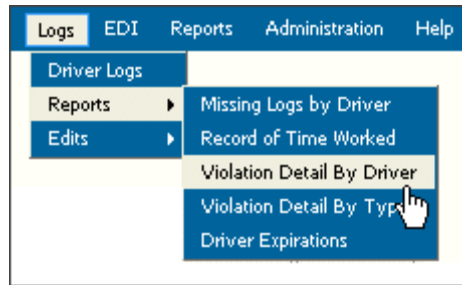 Logs EDI Reports Administration Help
Driver Logs
Reports Missing Logs by Driver
Edits Record of Time Worked
Violation Detail By Driver
Violation Detail By Type
Driver Expirations